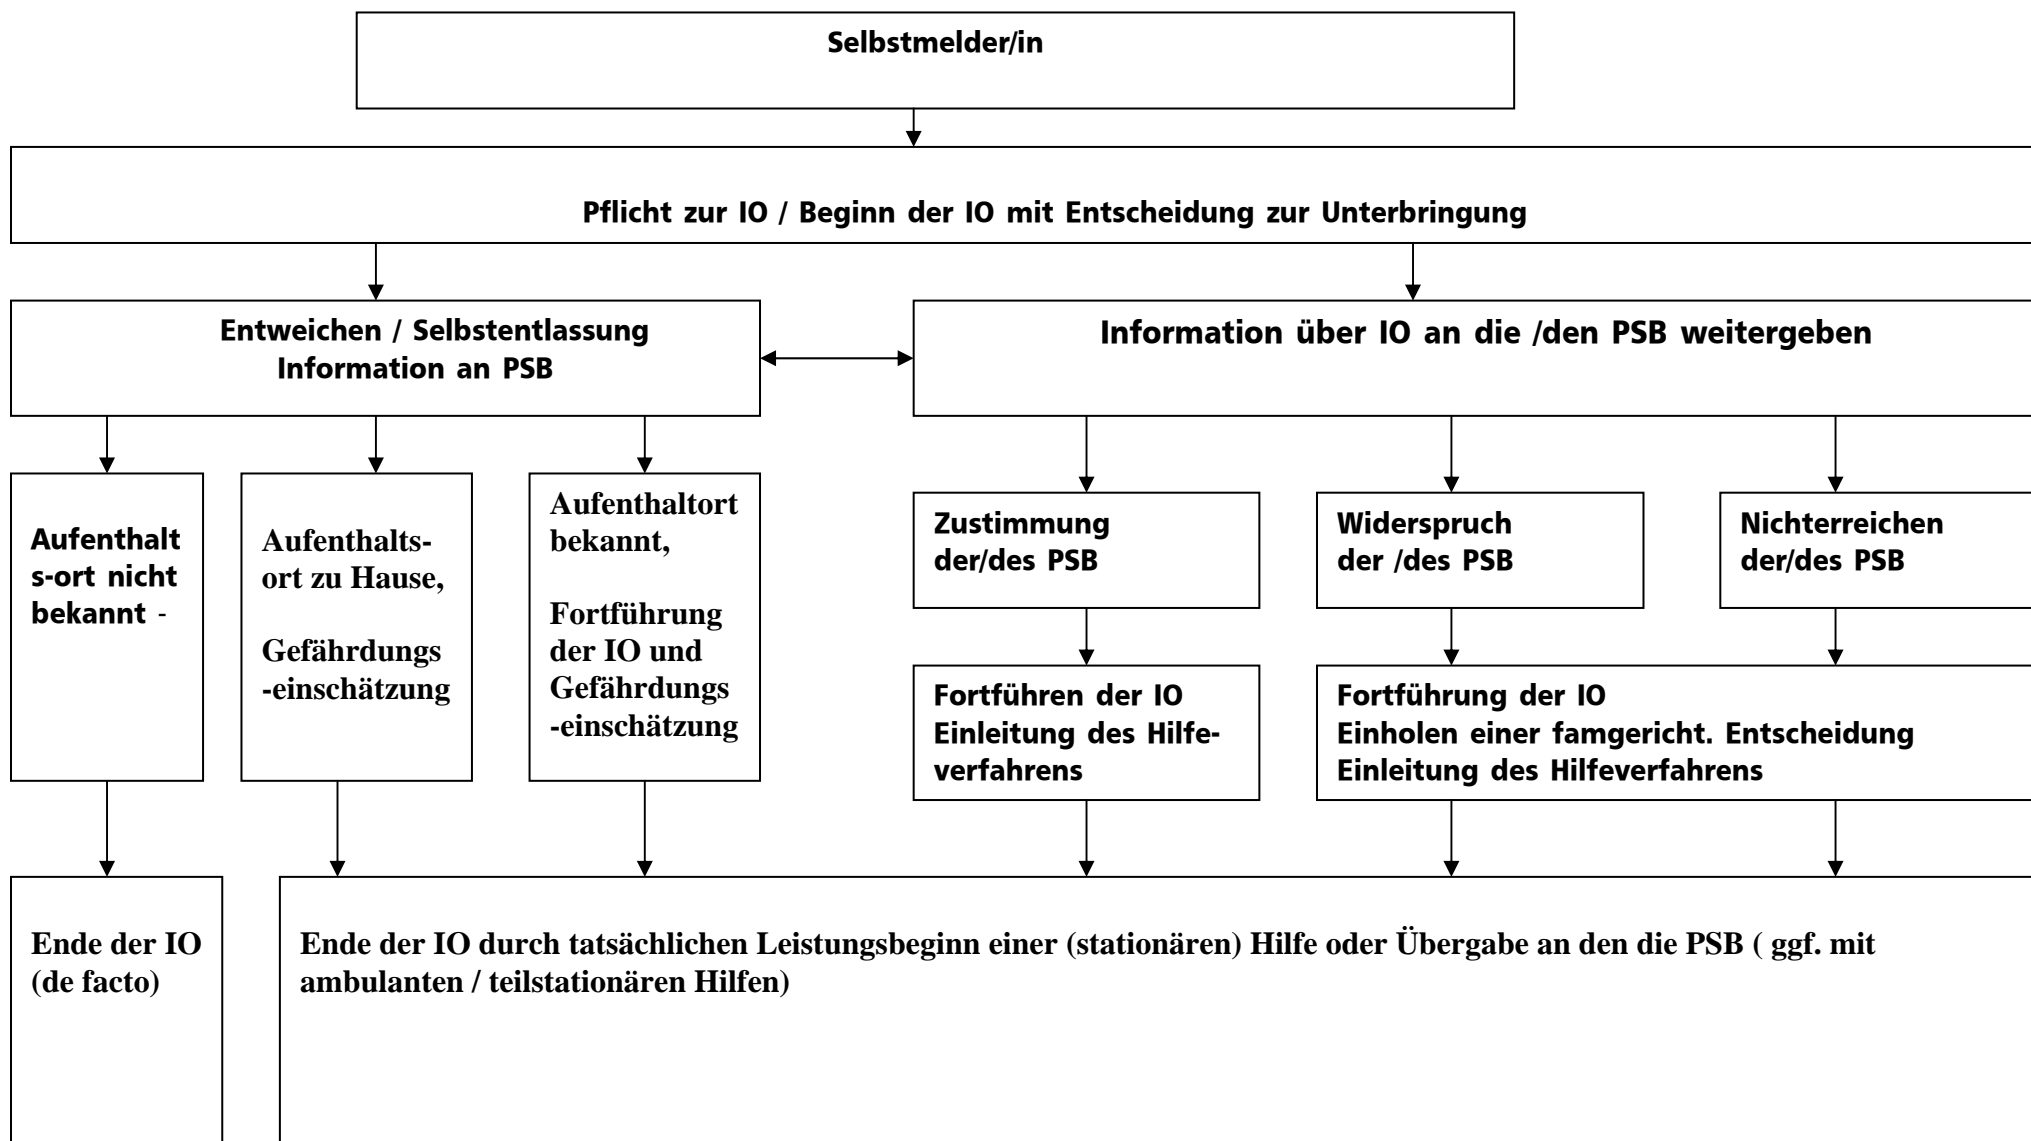 Selbstmelder/in
Pflicht zur IO / Beginn der IO mit Entscheidung zur Unterbringung
Entweichen / Selbstentlassung
Information an PSB
Information über IO an die /den PSB weitergeben
Aufenthalt
s-ort nicht
bekannt -
Aufenthalts-
ort zu Hause,
Gefährdungs
-einschätzung
Aufenthaltort
bekannt,
Fortführung
der IO und
Gefährdungs
-einschätzung
Zustimmung
der/des PSB
Widerspruch
der /des PSB
Nichterreichen
der/des PSB
Fortführen der IO
Einleitung des Hilfe-
verfahrens
Fortführung der IO
Einholen einer famgericht. Entscheidung
Einleitung des Hilfeverfahrens
Ende der IO
(de facto)
Ende der IO durch tatsächlichen Leistungsbeginn einer (stationären) Hilfe oder Übergabe an den die PSB ( ggf. mit
ambulanten / teilstationären Hilfen)